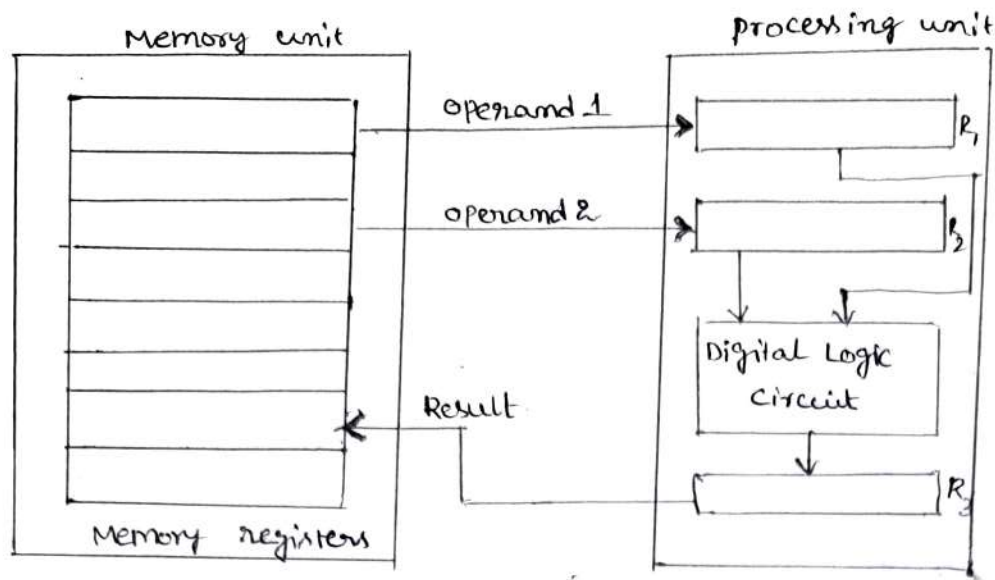 Memory unit
Processing unit
operand 1
R1
operand 2
R2
Digital Logic
Circuit
Result
R3
Memory registers